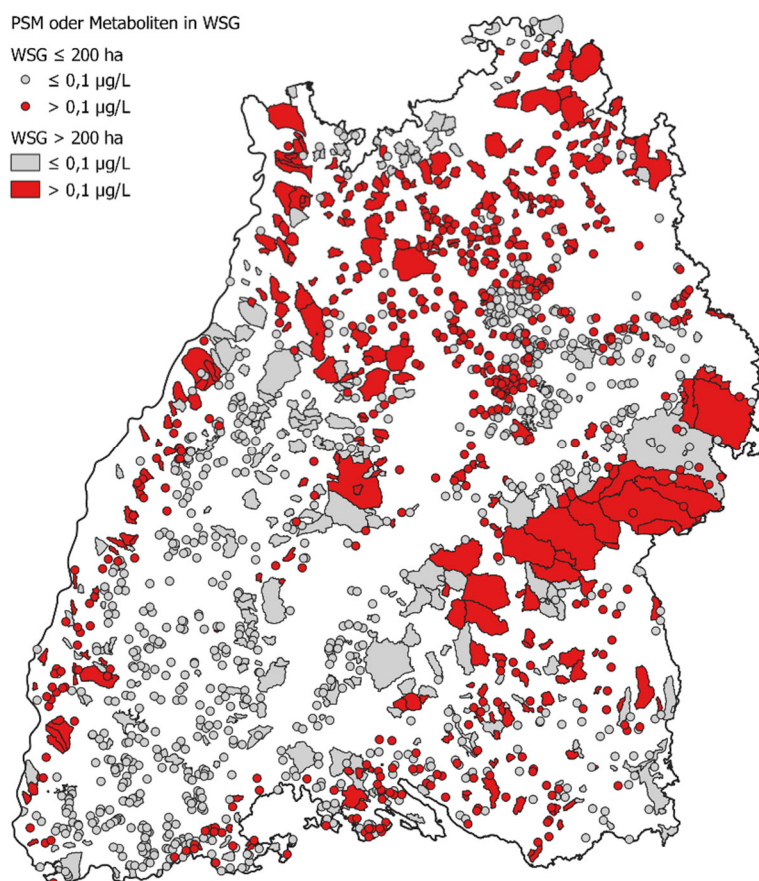 PSM oder Metaboliten in WSG
WSG ≤ 200 ha
≤ 0,1 µg/L
> 0,1 µg/L
WSG > 200 ha
≤ 0,1 µg/L
> 0,1 µg/L